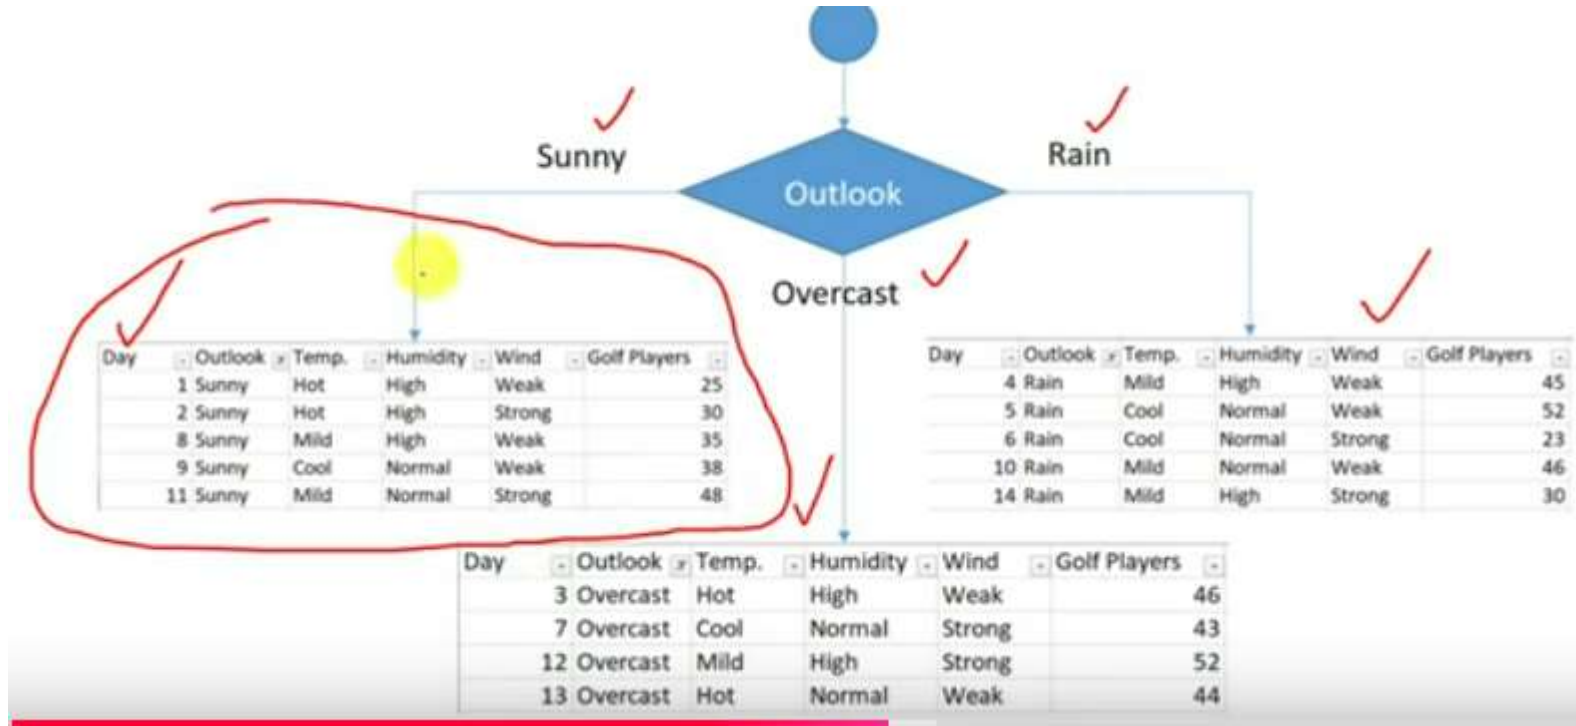 Sunny
Rain
Outlook
Overcast
Day Outlook Temp. Humidity Wind Golf Players
1 Sunny Hot High Weak 25
2 Sunny Hot High Strong 30
8 Sunny Mild High Weak 35
9 Sunny Cool Normal Weak 38
11 Sunny Mild Normal Strong 48
Day Outlook Temp. Humidity Wind Golf Players
4 Rain Mild High Weak 45
5 Rain Cool Normal Weak 52
6 Rain Cool Normal Strong 23
10 Rain Mild Normal Weak 46
14 Rain Mild High Strong 30
Day Outlook Temp. Humidity Wind Golf Players
3 Overcast Hot High Weak 46
7 Overcast Cool Normal Strong 43
12 Overcast Mild High Strong 52
13 Overcast Hot Normal Weak 44